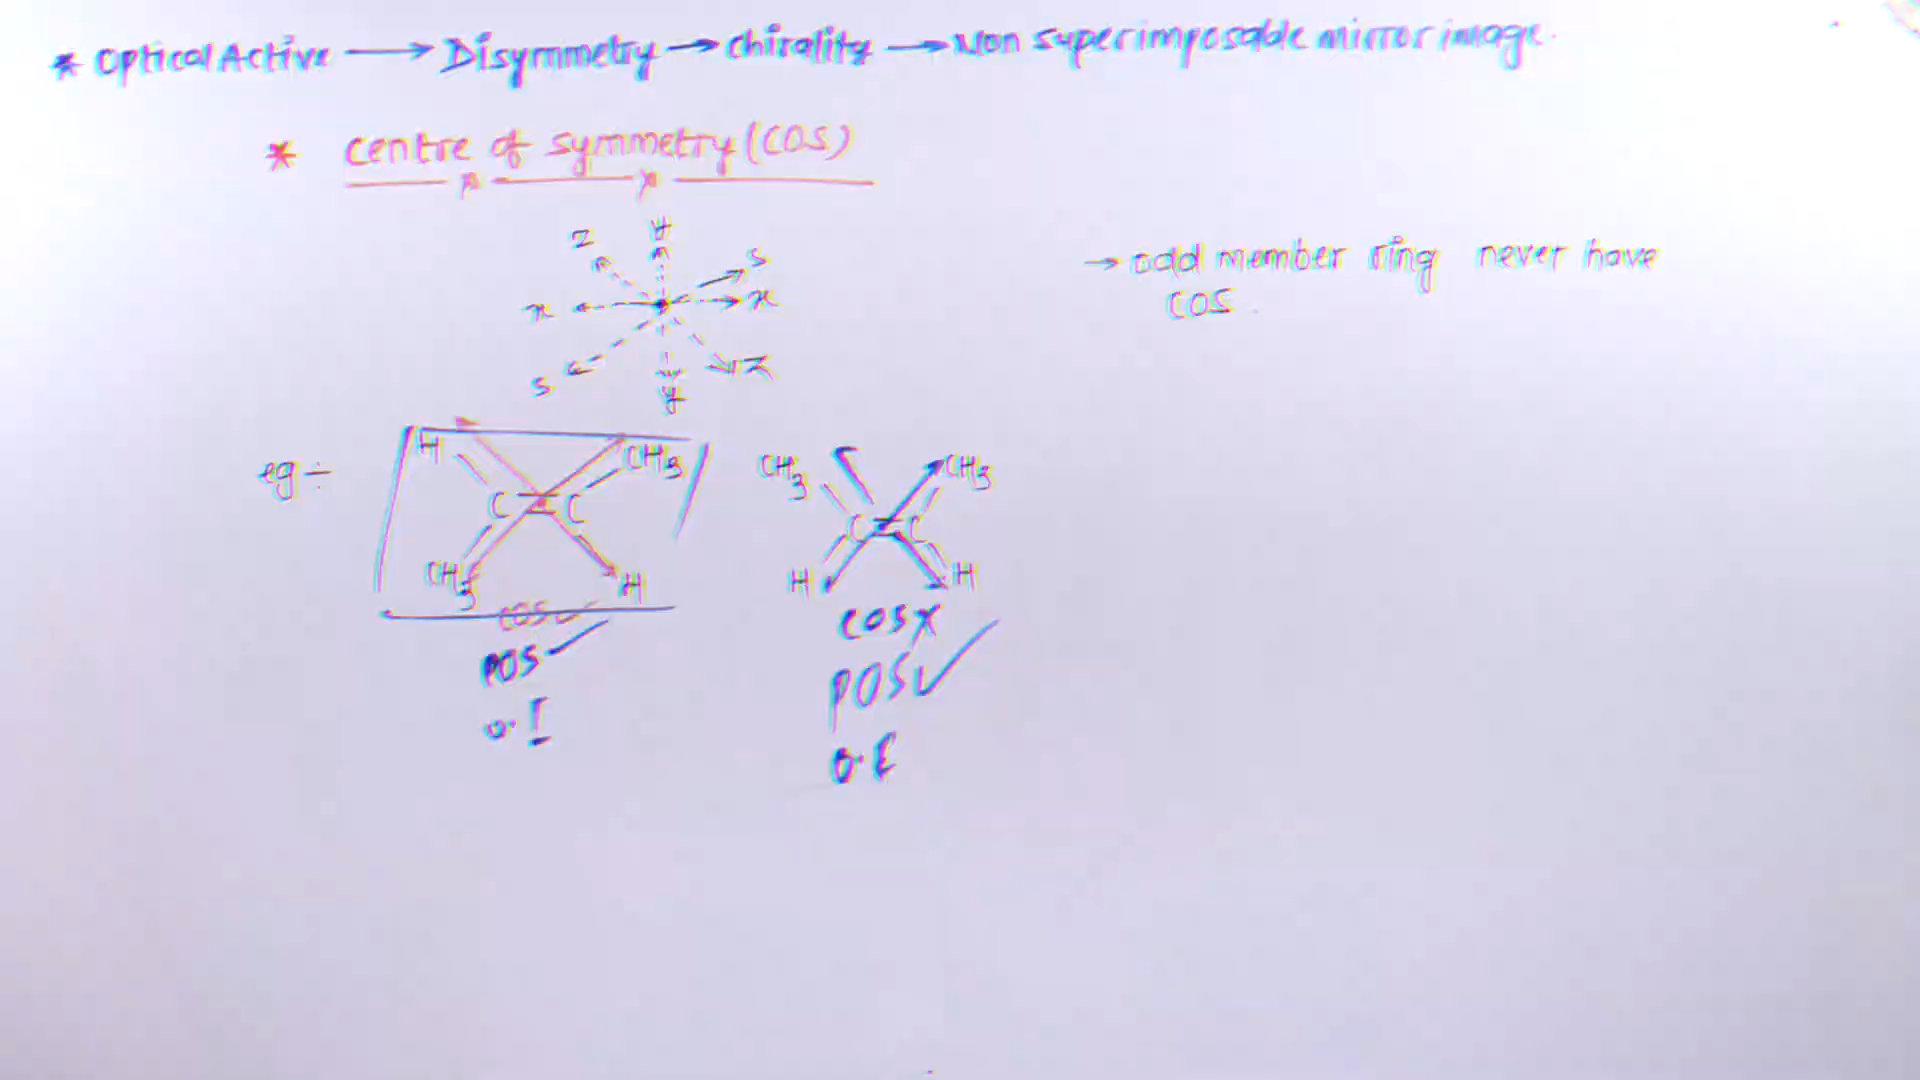 * Optical Active → Disymmetry → chirality → Non superimposable mirror image.
* Centre of symmetry (COS)
z y s
x x
s y z
→ odd member ring never have
COS.
eg ÷
H CH3 CH3 CH3
C = C C = C
CH3 H H H
COS✓ COSX
POS✓ POS✓
O.I